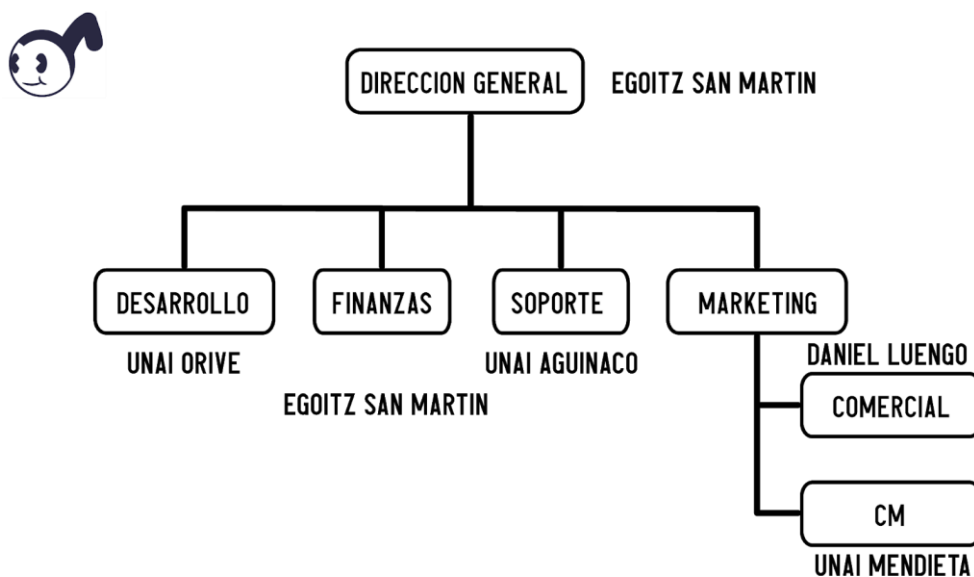 DIRECCION GENERAL
EGOITZ SAN MARTIN
DESARROLLO
FINANZAS
SOPORTE
MARKETING
UNAI ORIVE
EGOITZ SAN MARTIN
UNAI AGUINACO
DANIEL LUENGO
COMERCIAL
CM
UNAI MENDIETA